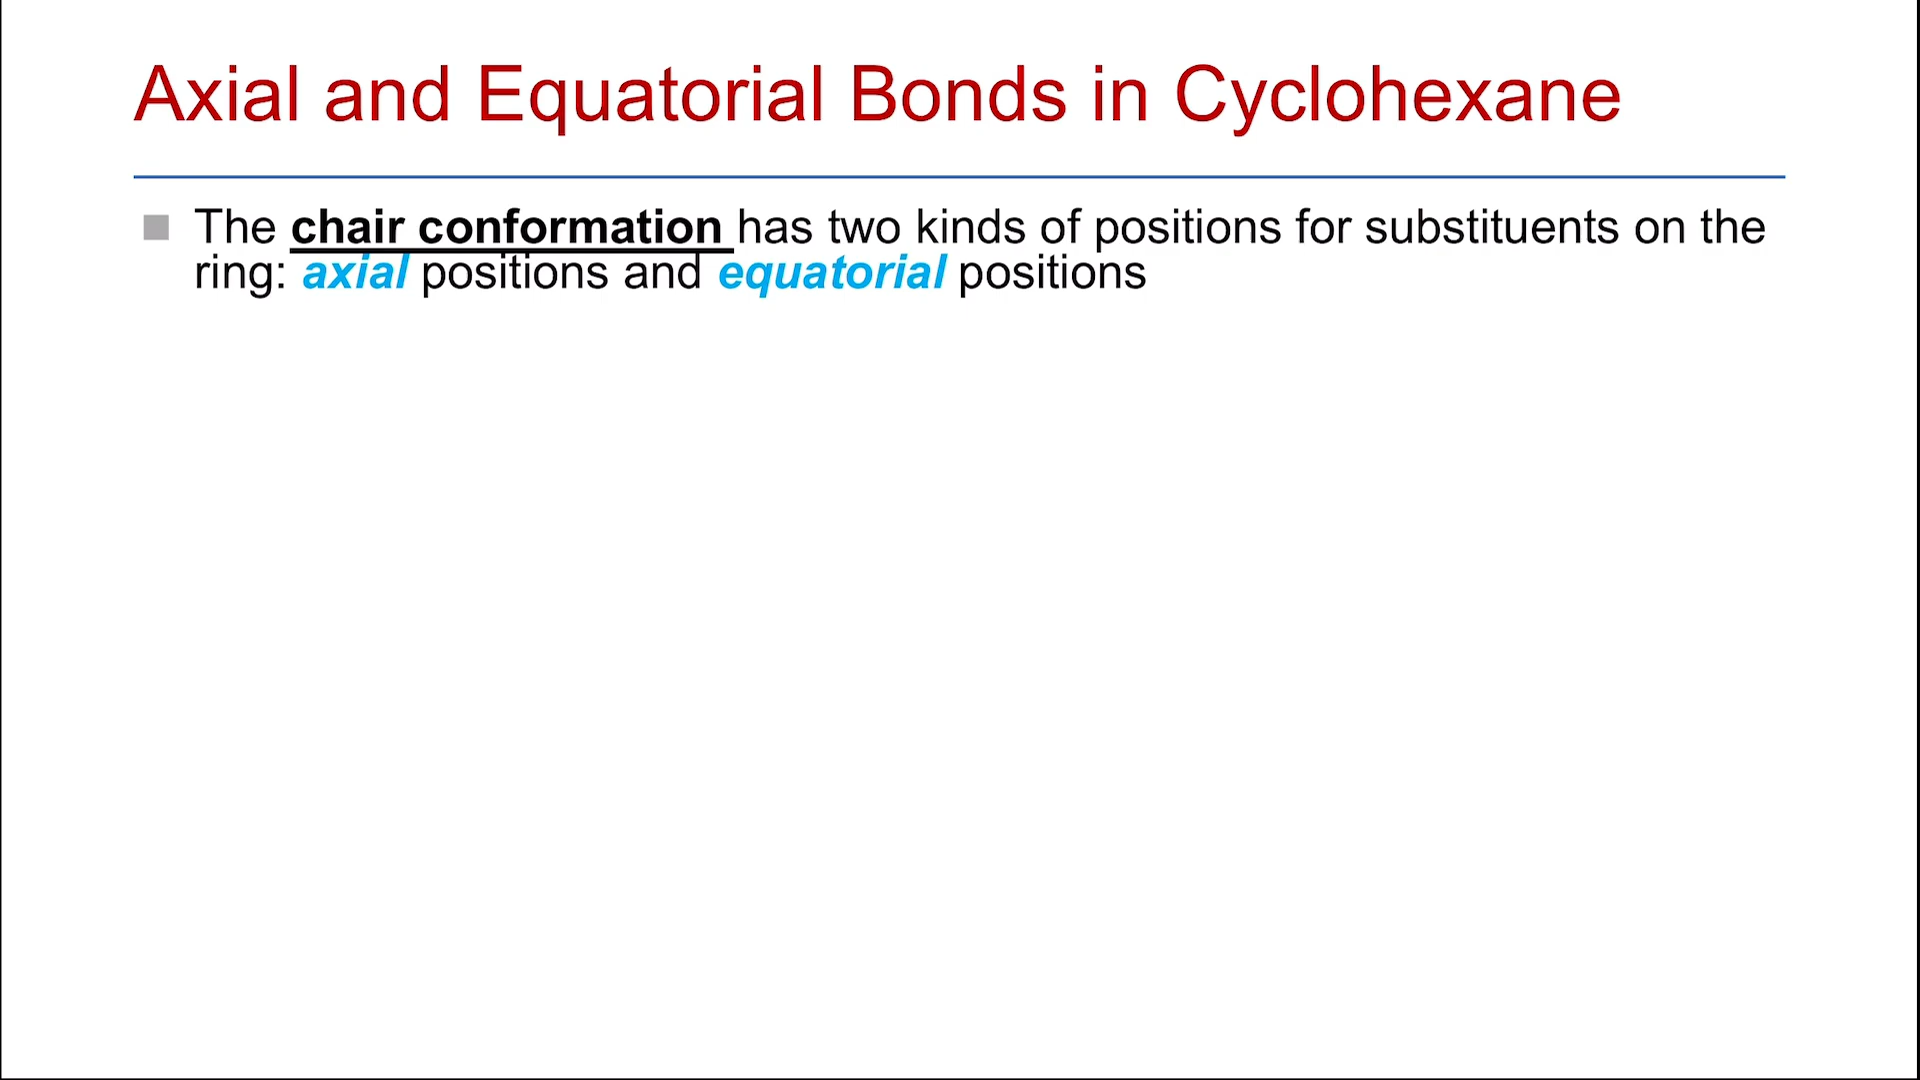 Axial and Equatorial Bonds in Cyclohexane
The chair conformation has two kinds of positions for substituents on the
ring: axial positions and equatorial positions